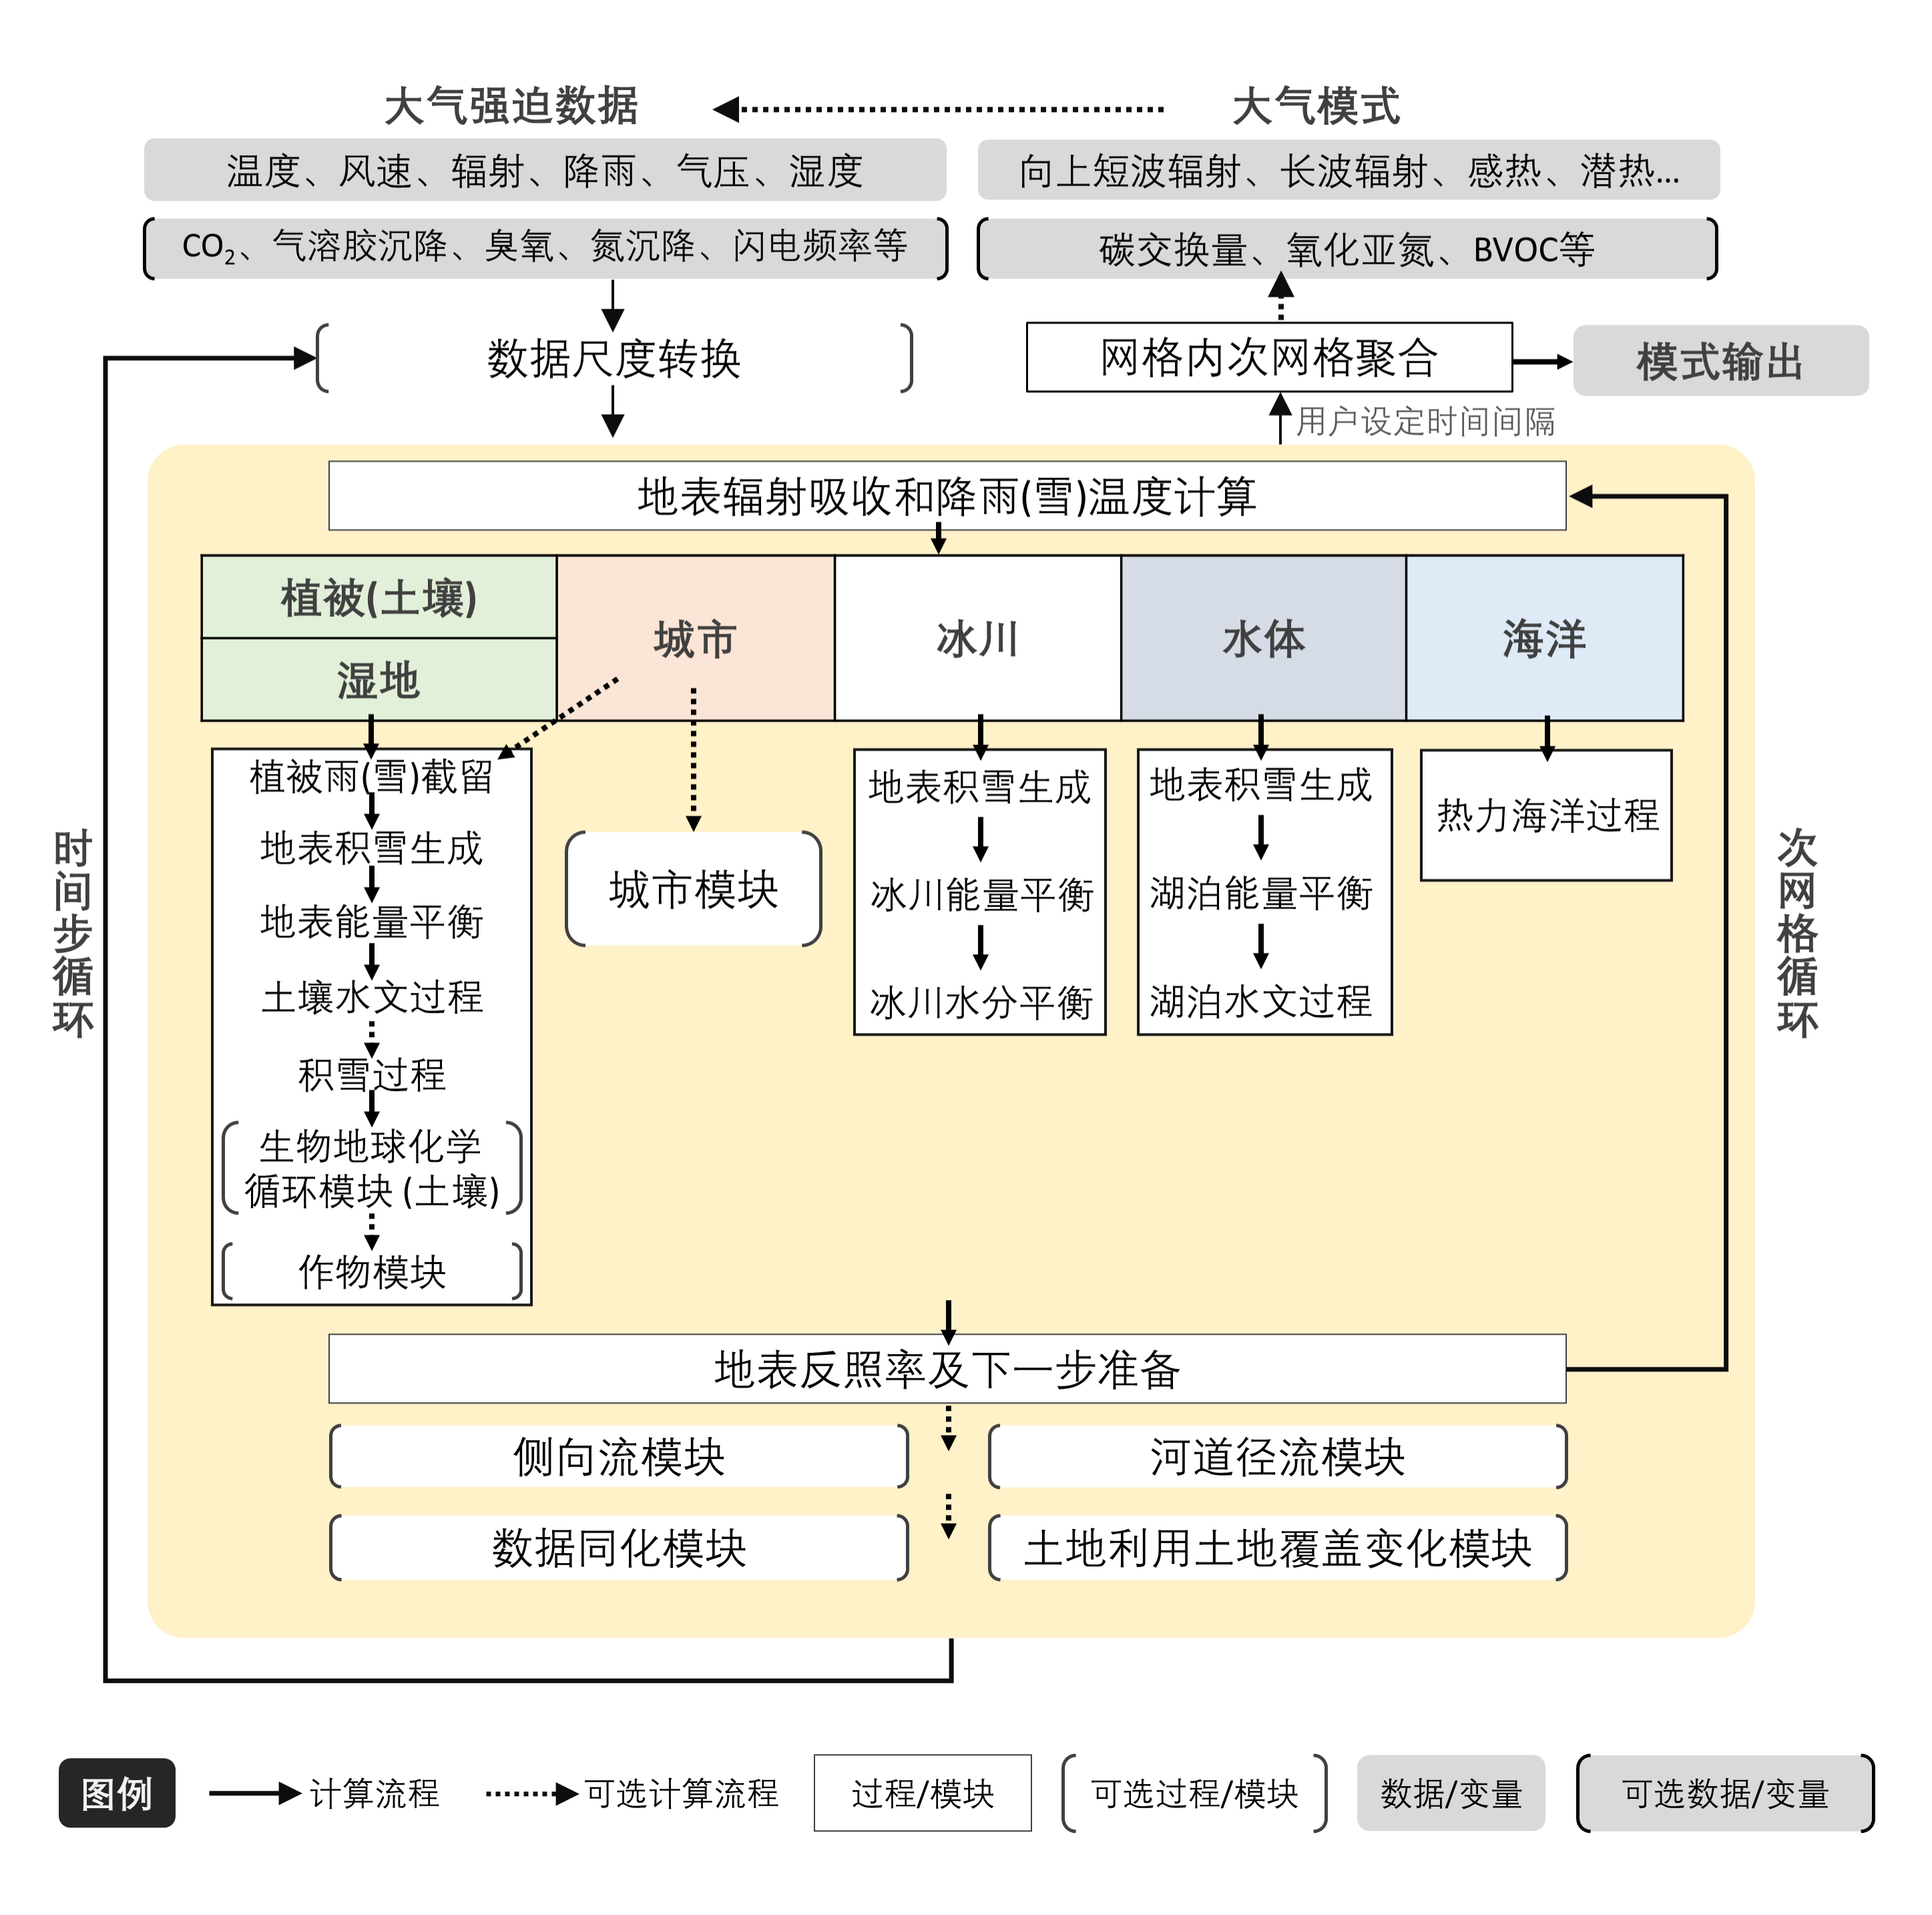 大气强迫数据
大气模式
温度、风速、辐射、降雨、气压、湿度
向上短波辐射、长波辐射、感热、潜热...
CO₂、气溶胶沉降、臭氧、氮沉降、闪电频率等
碳交换量、氧化亚氮、BVOC等
数据尺度转换
网格内次网格聚合
模式输出
用户设定时间间隔
地表辐射吸收和降雨(雪)温度计算
植被(土壤)
湿地
城市
冰川
水体
海洋
植被雨(雪)截留
地表积雪生成
地表能量平衡
土壤水文过程
积雪过程
生物地球化学
循环模块 (土壤)
作物模块
城市模块
地表积雪生成
冰川能量平衡
冰川水分平衡
地表积雪生成
湖泊能量平衡
湖泊水文过程
热力海洋过程
时间步循环
次网格循环
地表反照率及下一步准备
侧向流模块
河道径流模块
数据同化模块
土地利用土地覆盖变化模块
图例
计算流程
可选计算流程
过程/模块
可选过程/模块
数据/变量
可选数据/变量